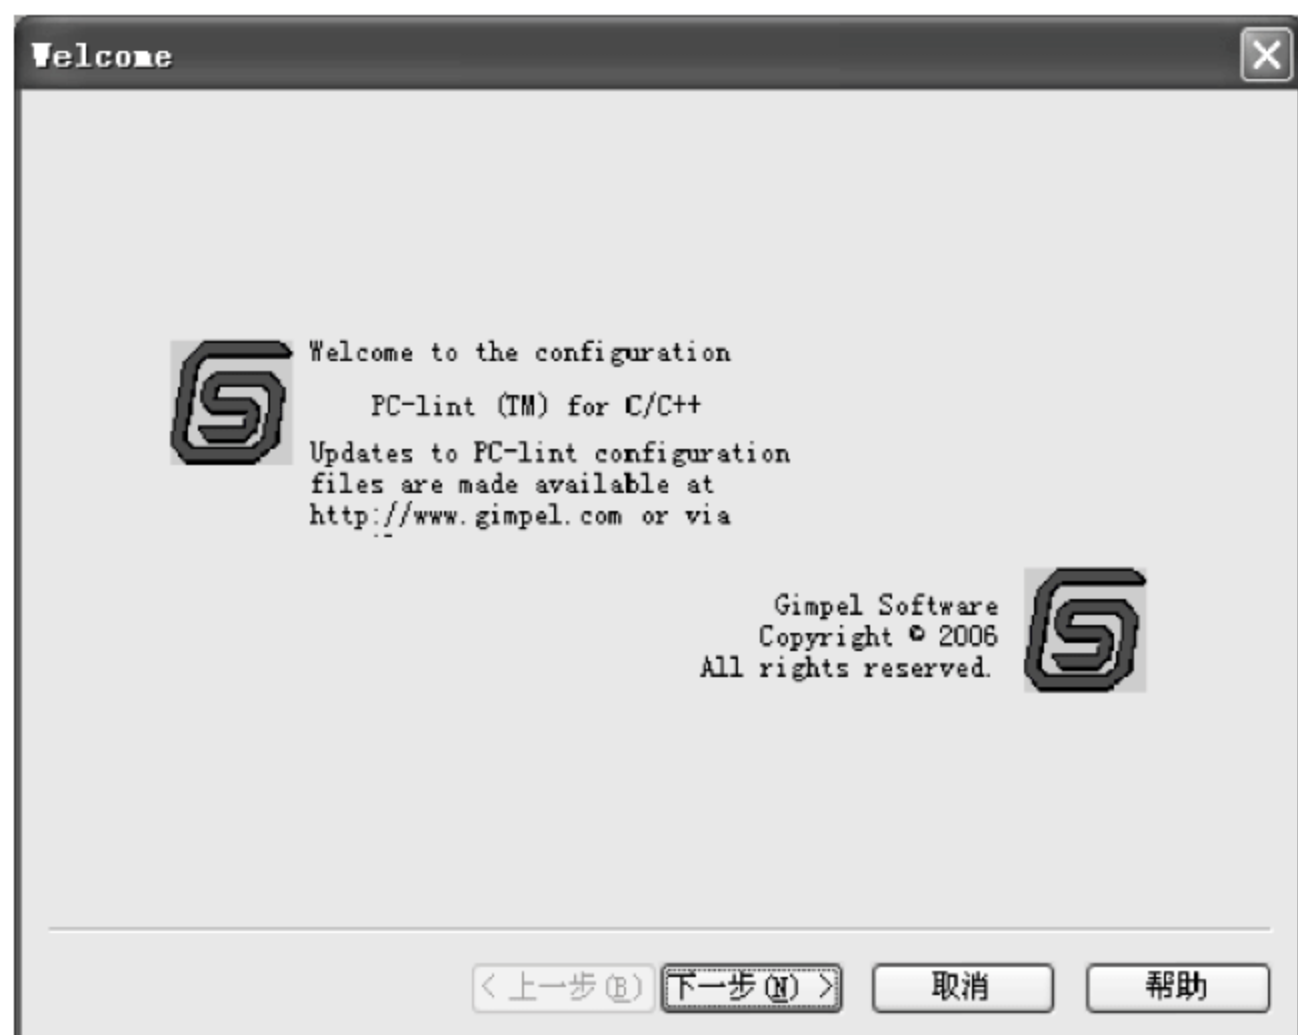 Welcome
Welcome to the configuration
PC-lint (TM) for C/C++
Updates to PC-lint configuration
files are made available at
http://www.gimpel.com or via
Gimpel Software
Copyright © 2006
All rights reserved.
< 上一步(B) 下一步(N) > 取消 帮助